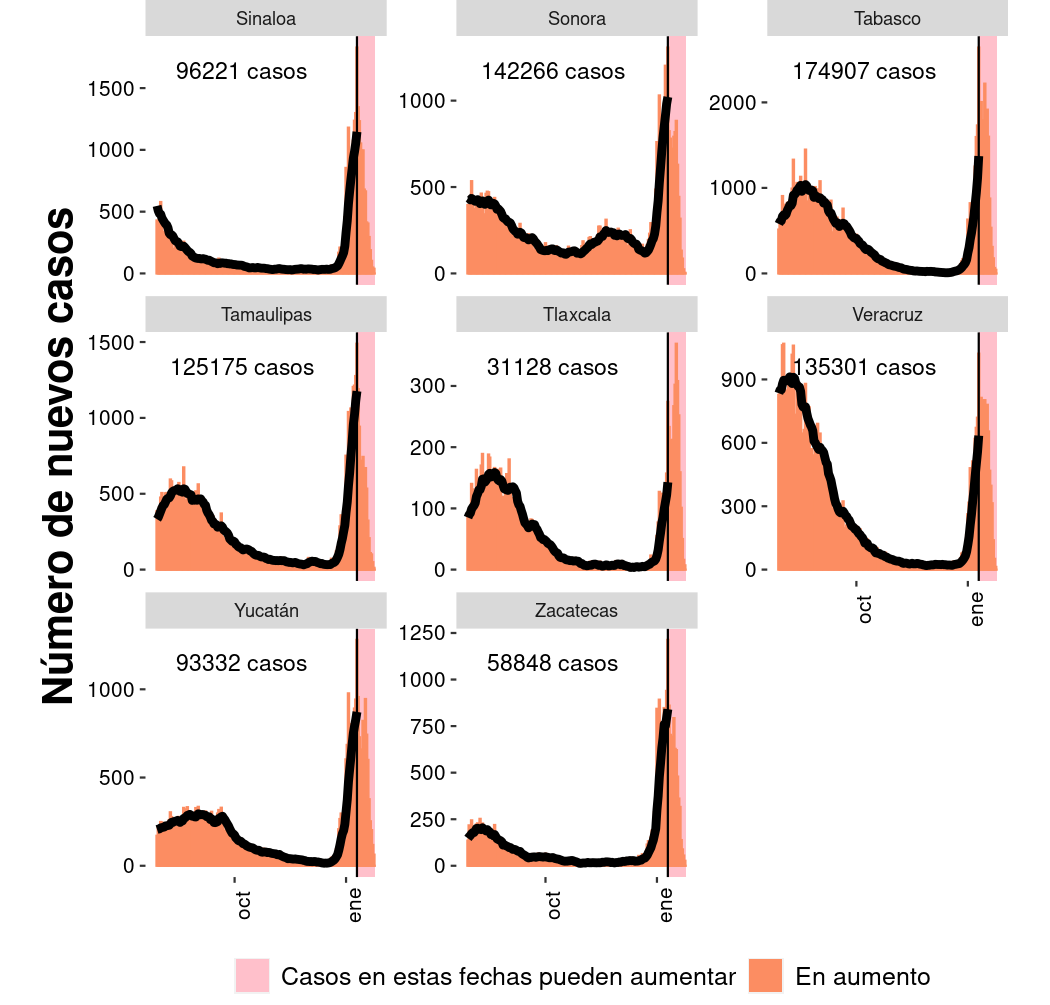 Número de nuevos casos
Sinaloa
Sonora
Tabasco
96221 casos
142266 casos
174907 casos
1500
1000
500
0
1000
500
0
2000
1000
0
Tamaulipas
Tlaxcala
Veracruz
125175 casos
31128 casos
135301 casos
1500
1000
500
0
300
200
100
0
900
600
300
0
oct
ene
Yucatán
Zacatecas
93332 casos
58848 casos
1000
500
0
1250
1000
750
500
250
0
oct
ene
oct
ene
Casos en estas fechas pueden aumentar
En aumento